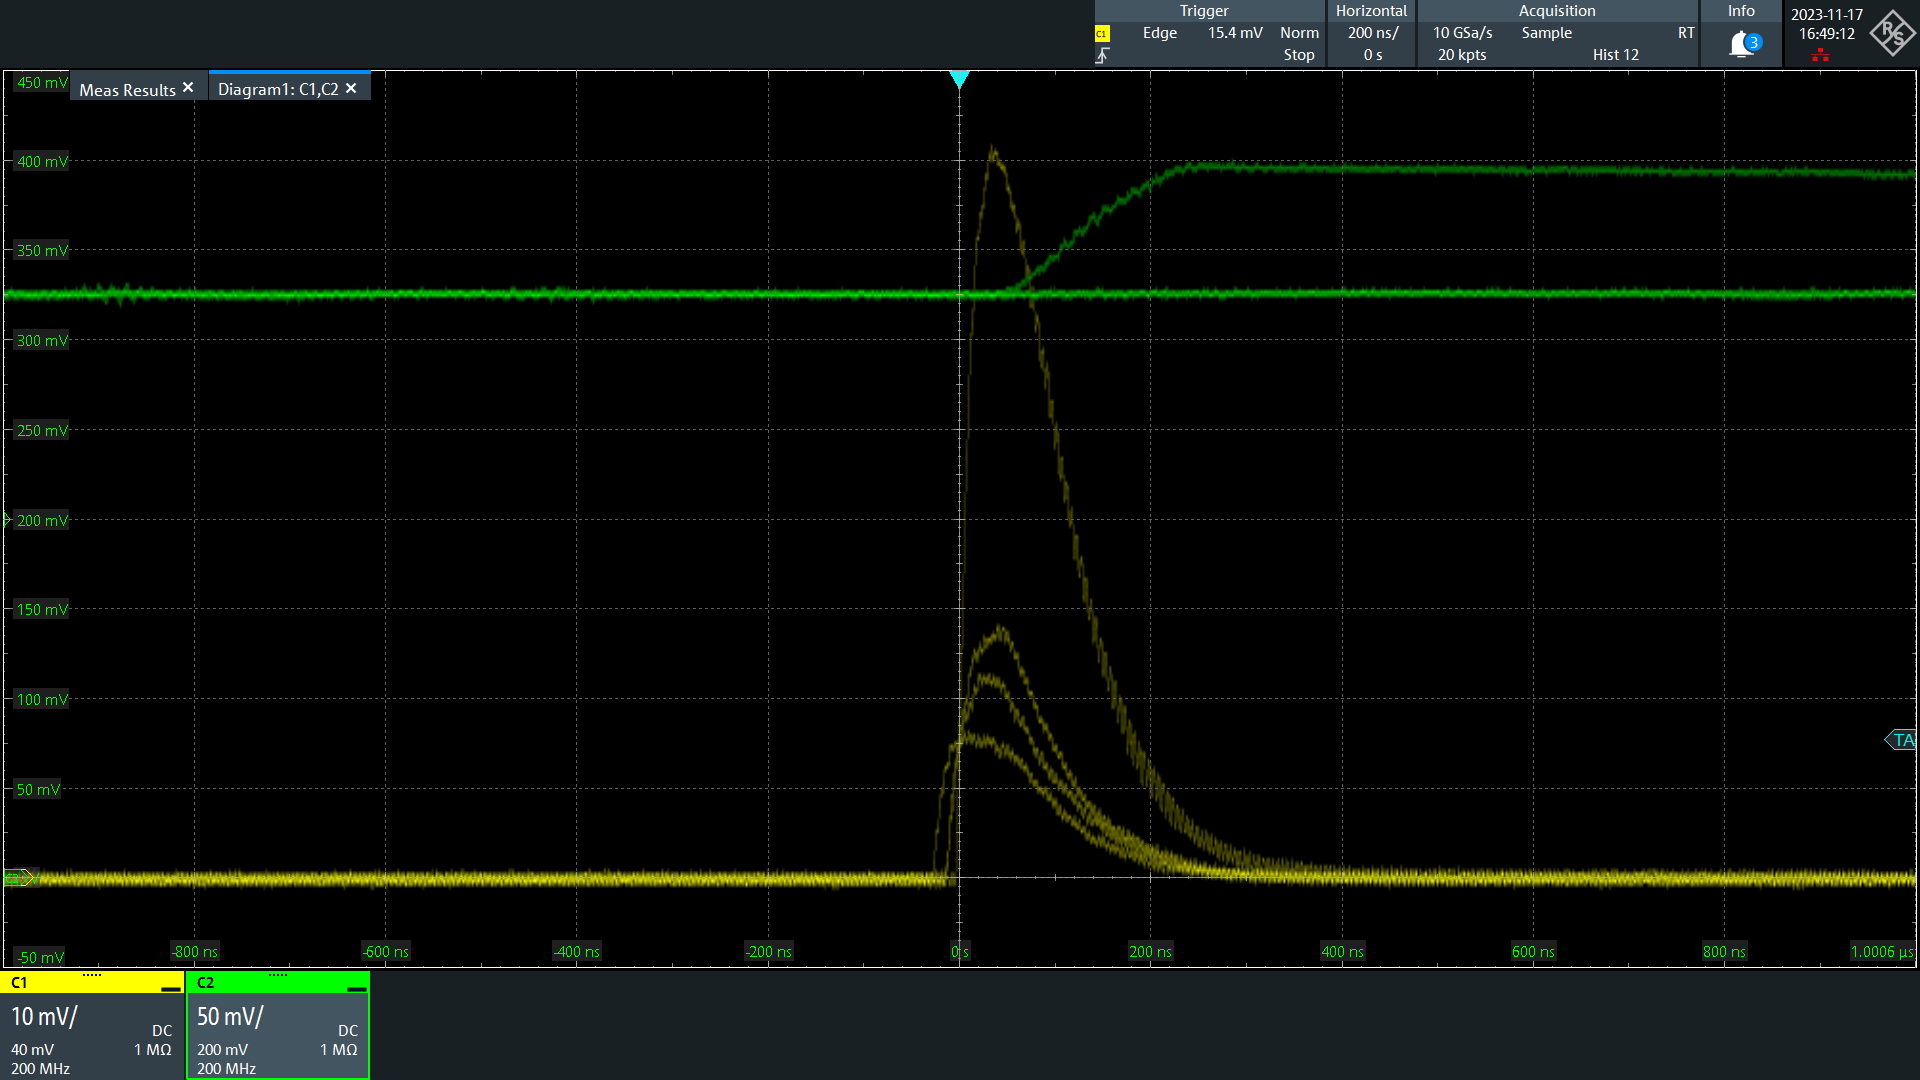 Trigger
C1 Edge 15.4 mV Norm
Stop
Horizontal
200 ns/
0 s
Acquisition
10 GSa/s Sample RT
20 kpts Hist 12
Info
3
2023-11-17
16:49:12
R
S
Meas Results ✕
Diagram1: C1,C2 ✕
450 mV
400 mV
350 mV
300 mV
250 mV
200 mV
150 mV
100 mV
50 mV
-50 mV
TA
-800 ns
-600 ns
-400 ns
-200 ns
0 s
200 ns
400 ns
600 ns
800 ns
1.0006 µs
C1
10 mV/
DC
40 mV 1 MΩ
200 MHz
C2
50 mV/
DC
200 mV 1 MΩ
200 MHz